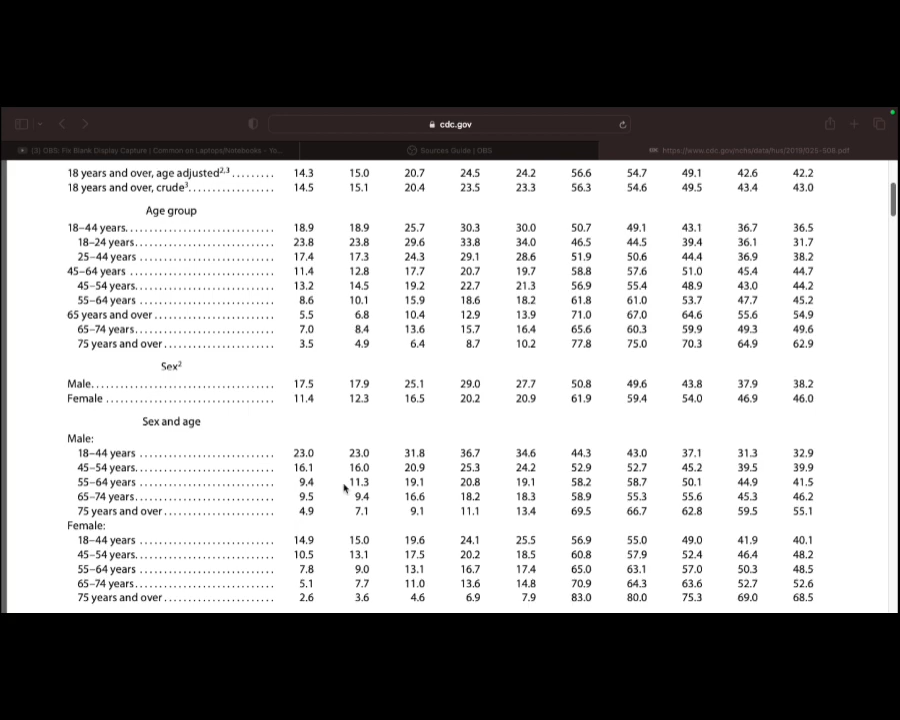 cdc.gov
(3) OBS: Fix Blank Display Capture | Common on Laptops/Notebooks - Yo...
Sources Guide | OBS
https://www.cdc.gov/nchs/data/hus/2019/025-508.pdf
18 years and over, age adjusted2,3 ......... 14.3 15.0 20.7 24.5 24.2 56.6 54.7 49.1 42.6 42.2
18 years and over, crude3.................. 14.5 15.1 20.4 23.5 23.3 56.3 54.6 49.5 43.4 43.0
Age group
18–44 years............................... 18.9 18.9 25.7 30.3 30.0 50.7 49.1 43.1 36.7 36.5
18–24 years............................. 23.8 23.8 29.6 33.8 34.0 46.5 44.5 39.4 36.1 31.7
25–44 years ............................ 17.4 17.3 24.3 29.1 28.6 51.9 50.6 44.4 36.9 38.2
45–64 years ............................... 11.4 12.8 17.7 20.7 19.7 58.8 57.6 51.0 45.4 44.7
45–54 years............................. 13.2 14.5 19.2 22.7 21.3 56.9 55.4 48.9 43.0 44.2
55–64 years ............................ 8.6 10.1 15.9 18.6 18.2 61.8 61.0 53.7 47.7 45.2
65 years and over .......................... 5.5 6.8 10.4 12.9 13.9 71.0 67.0 64.6 55.6 54.9
65–74 years............................. 7.0 8.4 13.6 15.7 16.4 65.6 60.3 59.9 49.3 49.6
75 years and over ....................... 3.5 4.9 6.4 8.7 10.2 77.8 75.0 70.3 64.9 62.9
Sex2
Male...................................... 17.5 17.9 25.1 29.0 27.7 50.8 49.6 43.8 37.9 38.2
Female ................................... 11.4 12.3 16.5 20.2 20.9 61.9 59.4 54.0 46.9 46.0
Sex and age
Male:
18–44 years ............................ 23.0 23.0 31.8 36.7 34.6 44.3 43.0 37.1 31.3 32.9
45–54 years............................. 16.1 16.0 20.9 25.3 24.2 52.9 52.7 45.2 39.5 39.9
55–64 years ............................ 9.4 11.3 19.1 20.8 19.1 58.2 58.7 50.1 44.9 41.5
65–74 years............................. 9.5 9.4 16.6 18.2 18.3 58.9 55.3 55.6 45.3 46.2
75 years and over ....................... 4.9 7.1 9.1 11.1 13.4 69.5 66.7 62.8 59.5 55.1
Female:
18–44 years ............................ 14.9 15.0 19.6 24.1 25.5 56.9 55.0 49.0 41.9 40.1
45–54 years............................. 10.5 13.1 17.5 20.2 18.5 60.8 57.9 52.4 46.4 48.2
55–64 years ............................ 7.8 9.0 13.1 16.7 17.4 65.0 63.1 57.0 50.3 48.5
65–74 years............................. 5.1 7.7 11.0 13.6 14.8 70.9 64.3 63.6 52.7 52.6
75 years and over ....................... 2.6 3.6 4.6 6.9 7.9 83.0 80.0 75.3 69.0 68.5